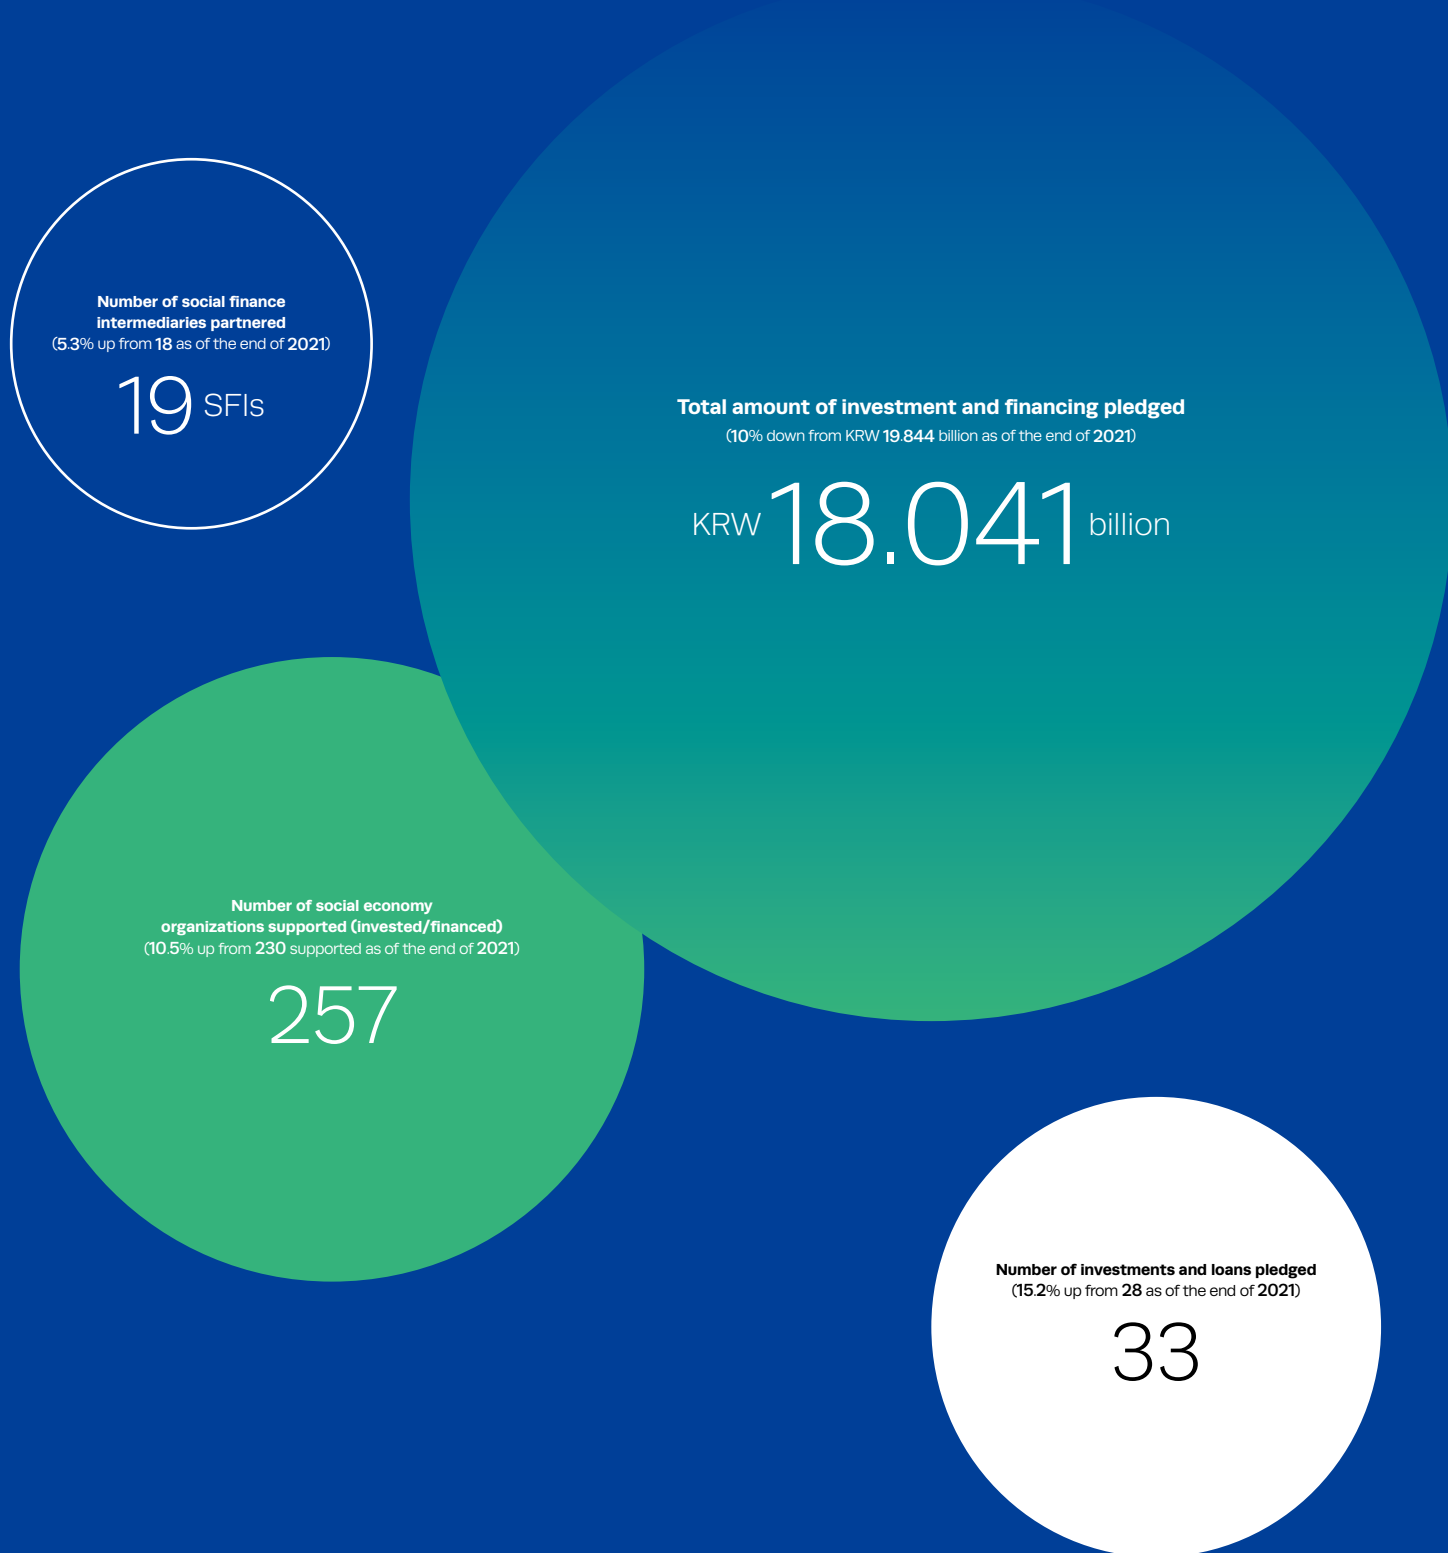 Number of social finance
intermediaries partnered
(5.3% up from 18 as of the end of 2021)
19 SFIs
Total amount of investment and financing pledged
(10% down from KRW 19.844 billion as of the end of 2021)
KRW 18.041 billion
Number of social economy
organizations supported (invested/financed)
(10.5% up from 230 supported as of the end of 2021)
257
Number of investments and loans pledged
(15.2% up from 28 as of the end of 2021)
33